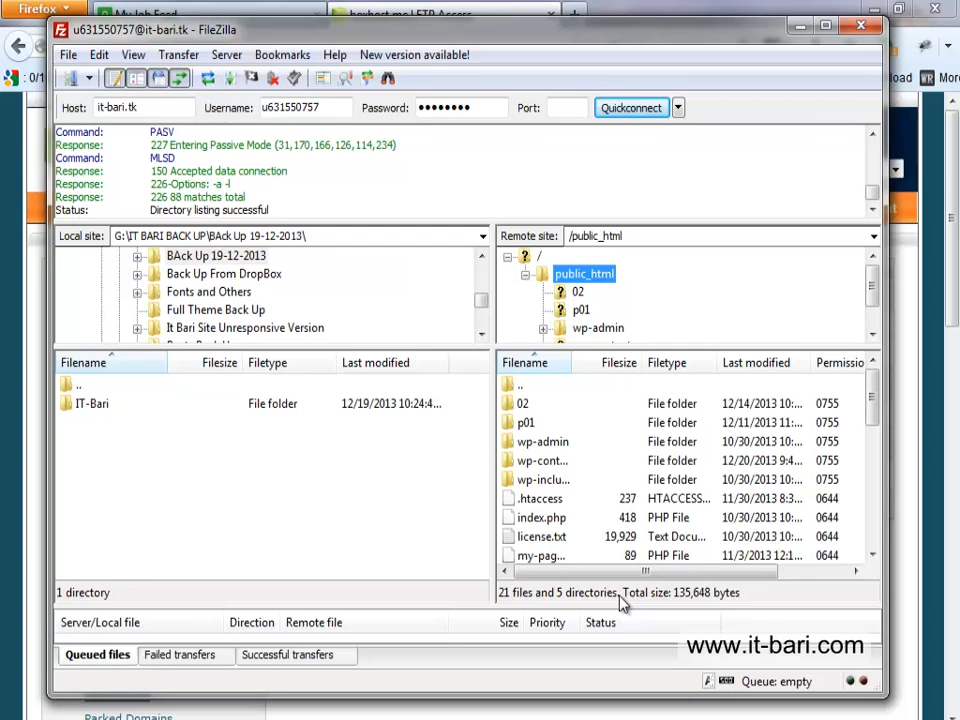 Firefox
My Job Feed
boxhost.me | FTP Access
u631550757@it-bari.tk - FileZilla
File Edit View Transfer Server Bookmarks Help New version available!
0/1
load
Mor
Host: it-bari.tk Username: u631550757 Password: ●●●●●●●● Port: Quickconnect
Command: PASV
Response: 227 Entering Passive Mode (31,170,166,126,114,234)
Command: MLSD
Response: 150 Accepted data connection
Response: 226-Options: -a -l
Response: 226 88 matches total
Status: Directory listing successful
Local site: G:\IT BARI BACK UP\BAck Up 19-12-2013\
Remote site: /public_html
BAck Up 19-12-2013
Back Up From DropBox
Fonts and Others
Full Theme Back Up
It Bari Site Unresponsive Version
/
public_html
02
p01
wp-admin
Filename Filesize Filetype Last modified
..
IT-Bari File folder 12/19/2013 10:24:4...
1 directory
Filename Filesize Filetype Last modified Permissio
..
02 File folder 12/14/2013 10:... 0755
p01 File folder 12/11/2013 11:... 0755
wp-admin File folder 10/30/2013 10:... 0755
wp-cont... File folder 12/20/2013 9:4... 0755
wp-inclu... File folder 10/30/2013 10:... 0755
.htaccess 237 HTACCESS... 11/30/2013 8:3... 0644
index.php 418 PHP File 10/30/2013 10:... 0644
license.txt 19,929 Text Docu... 10/30/2013 10:... 0644
my-pag... 89 PHP File 11/3/2013 12:1... 0644
21 files and 5 directories. Total size: 135,648 bytes
Server/Local file Direction Remote file Size Priority Status
www.it-bari.com
Queued files Failed transfers Successful transfers
Queue: empty
Parked Domains